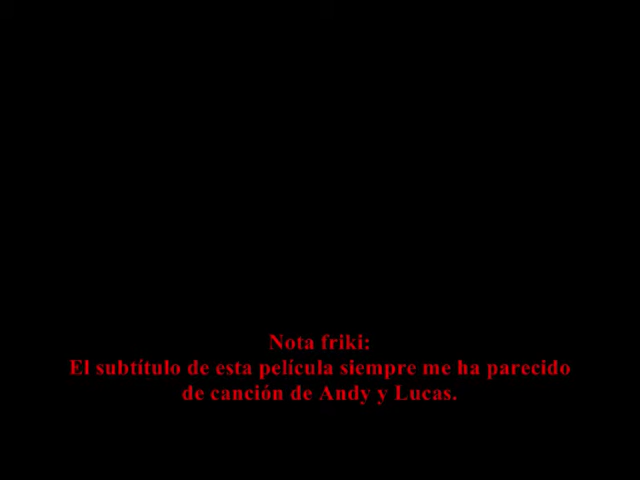 Nota friki:
El subtítulo de esta película siempre me ha parecido
de canción de Andy y Lucas.